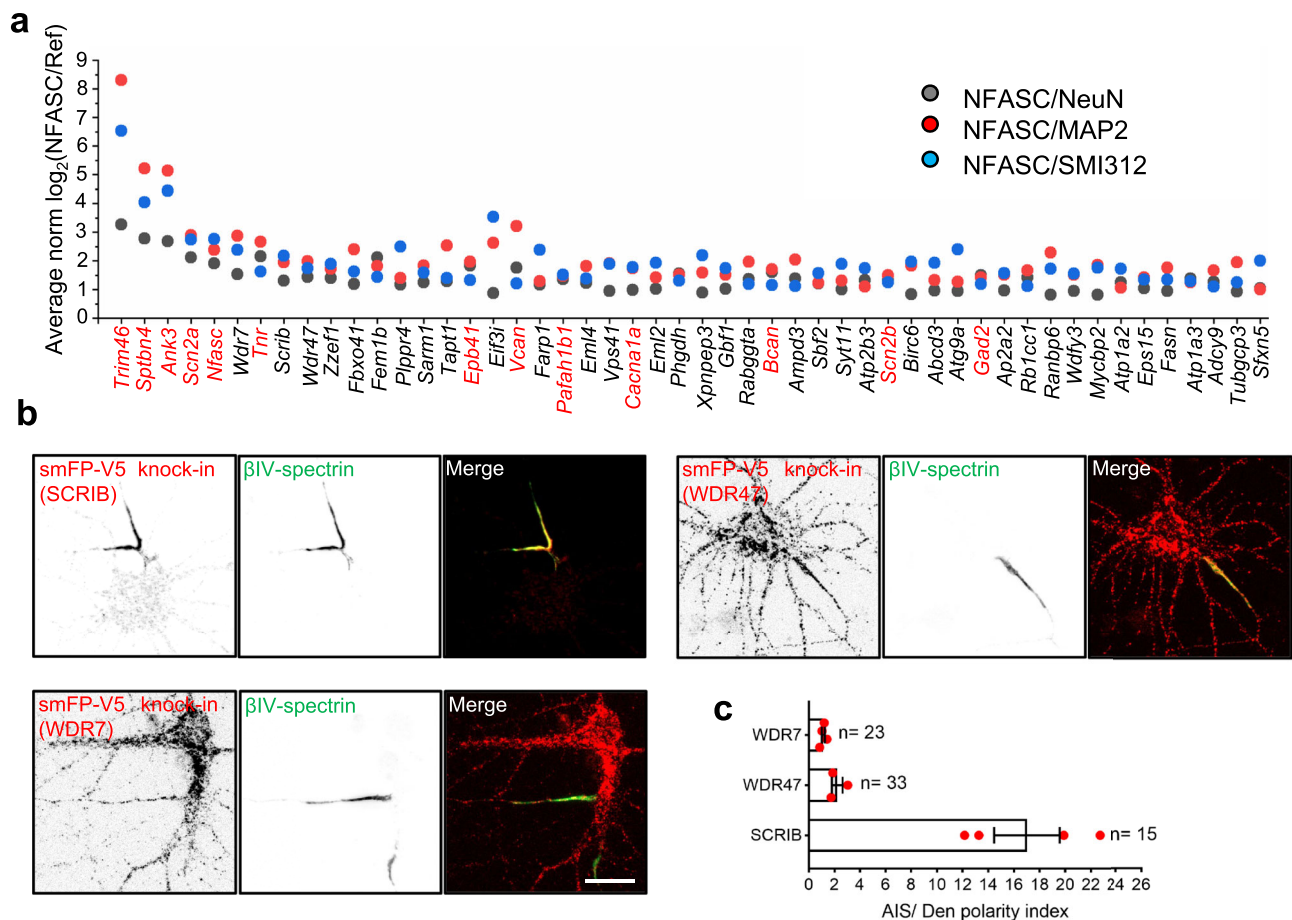 a
Average norm log2(NFASC/Ref)
9
8
7
6
5
4
3
2
1
0
NFASC/NeuN
NFASC/MAP2
NFASC/SMI312
Trim46
Sptbn4
Ank3
Scn2a
Nfasc
Wdr7
Tnr
Scrib
Wdr47
Zzef1
Fbxo41
Fem1b
Plppr4
Sarm1
Tapt1
Epb41
Eif3i
Vcan
Farp1
Pafah1b1
Eml4
Vps41
Cacna1a
Eml2
Phgdh
Xpnpep3
Gbf1
Rabggta
Bcan
Ampd3
Sbf2
Syt11
Atp2b3
Scn2b
Birc6
Abcd3
Atg9a
Gad2
Ap2a2
Rb1cc1
Ranbp6
Wdfy3
Mycbp2
Atp1a2
Eps15
Fasn
Atp1a3
Adcy9
Tubgcp3
Sfxn5
b
smFP-V5 knock-in
(SCRIB)
βIV-spectrin
Merge
smFP-V5 knock-in
(WDR47)
βIV-spectrin
Merge
smFP-V5 knock-in
(WDR7)
βIV-spectrin
Merge
c
WDR7
n= 23
WDR47
n= 33
SCRIB
n= 15
0 2 4 6 8 10 12 14 16 18 20 22 24 26
AIS/ Den polarity index